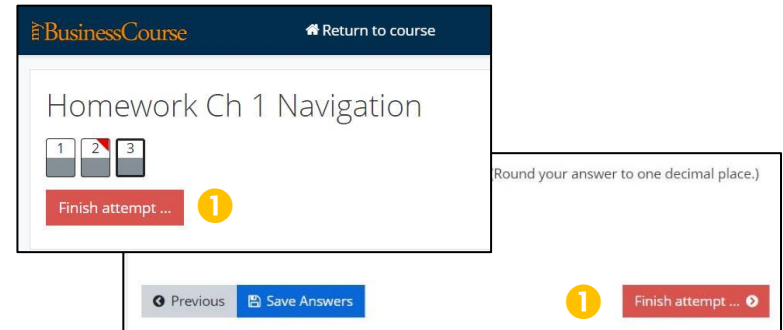 myBusinessCourse Return to course
Homework Ch 1 Navigation
1 2 3
Finish attempt ... 1
(Round your answer to one decimal place.)
Previous Save Answers 1 Finish attempt ...